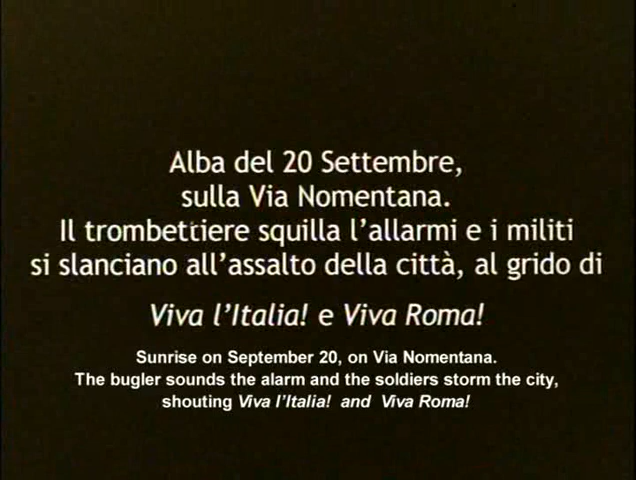 Alba del 20 Settembre,
sulla Via Nomentana.
Il trombettiere squilla l'allarmi e i militi
si slanciano all'assalto della città, al grido di
Viva l'Italia! e Viva Roma!
Sunrise on September 20, on Via Nomentana.
The bugler sounds the alarm and the soldiers storm the city,
shouting Viva l'Italia! and Viva Roma!